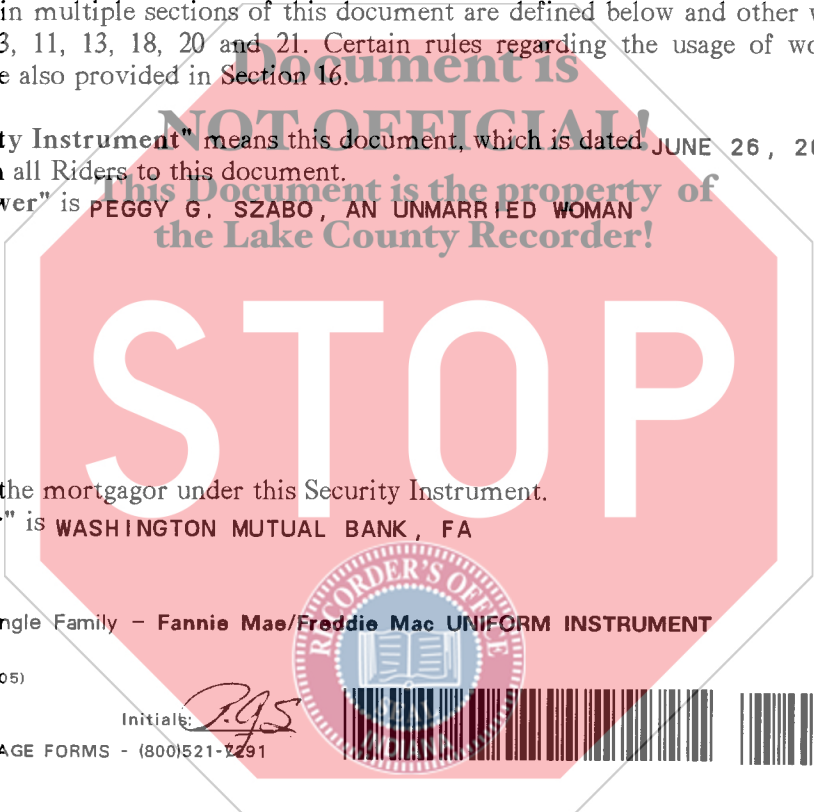 in multiple sections of this document are defined below and other
3, 11, 13, 18, 20 and 21. Certain rules regarding the usage of
e also provided in Section 16.
Document is
NOT OFFICIAL!
ty Instrument" means this document, which is dated JUNE 26, 20
all Riders to this document.
This Document is the property of
wer" is PEGGY G. SZABO, AN UNMARRIED WOMAN
the Lake County Recorder!
STOP
the mortgagor under this Security Instrument.
" is WASHINGTON MUTUAL BANK, FA
RECORDER'S OFFICE
ngle Family – Fannie Mae/Freddie Mac UNIFORM INSTRUMENT
05)
Initials: P.G.S
SEAL
INDIANA
AGE FORMS - (800)521-7291